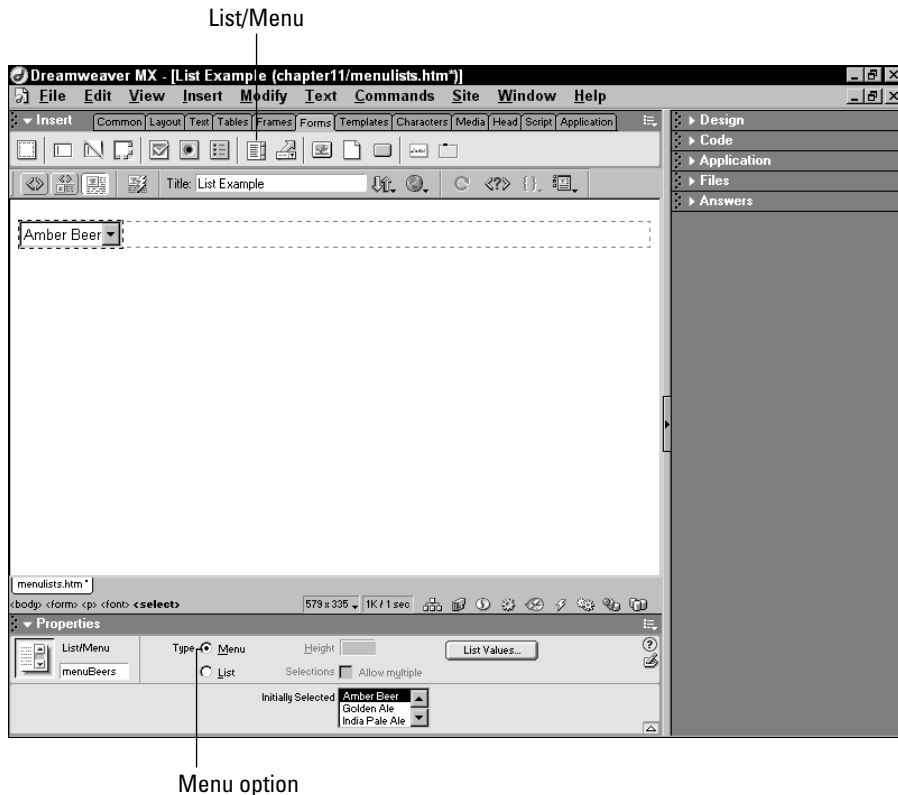 List/Menu
Dreamweaver MX - [List Example (chapter11/menulists.htm*)]
File Edit View Insert Modify Text Commands Site Window Help
Insert Common Layout Text Tables Frames Forms Templates Characters Media Head Script Application
Design
Code
Application
Files
Answers
Title: List Example
Amber Beer
menulists.htm*
<body> <form> <p> <font> <select> 579 x 335 1K / 1 sec
Properties
List/Menu Type Menu Height List Values...
menuBeers List Selections Allow multiple
Initially Selected Amber Beer
Golden Ale
India Pale Ale
Menu option